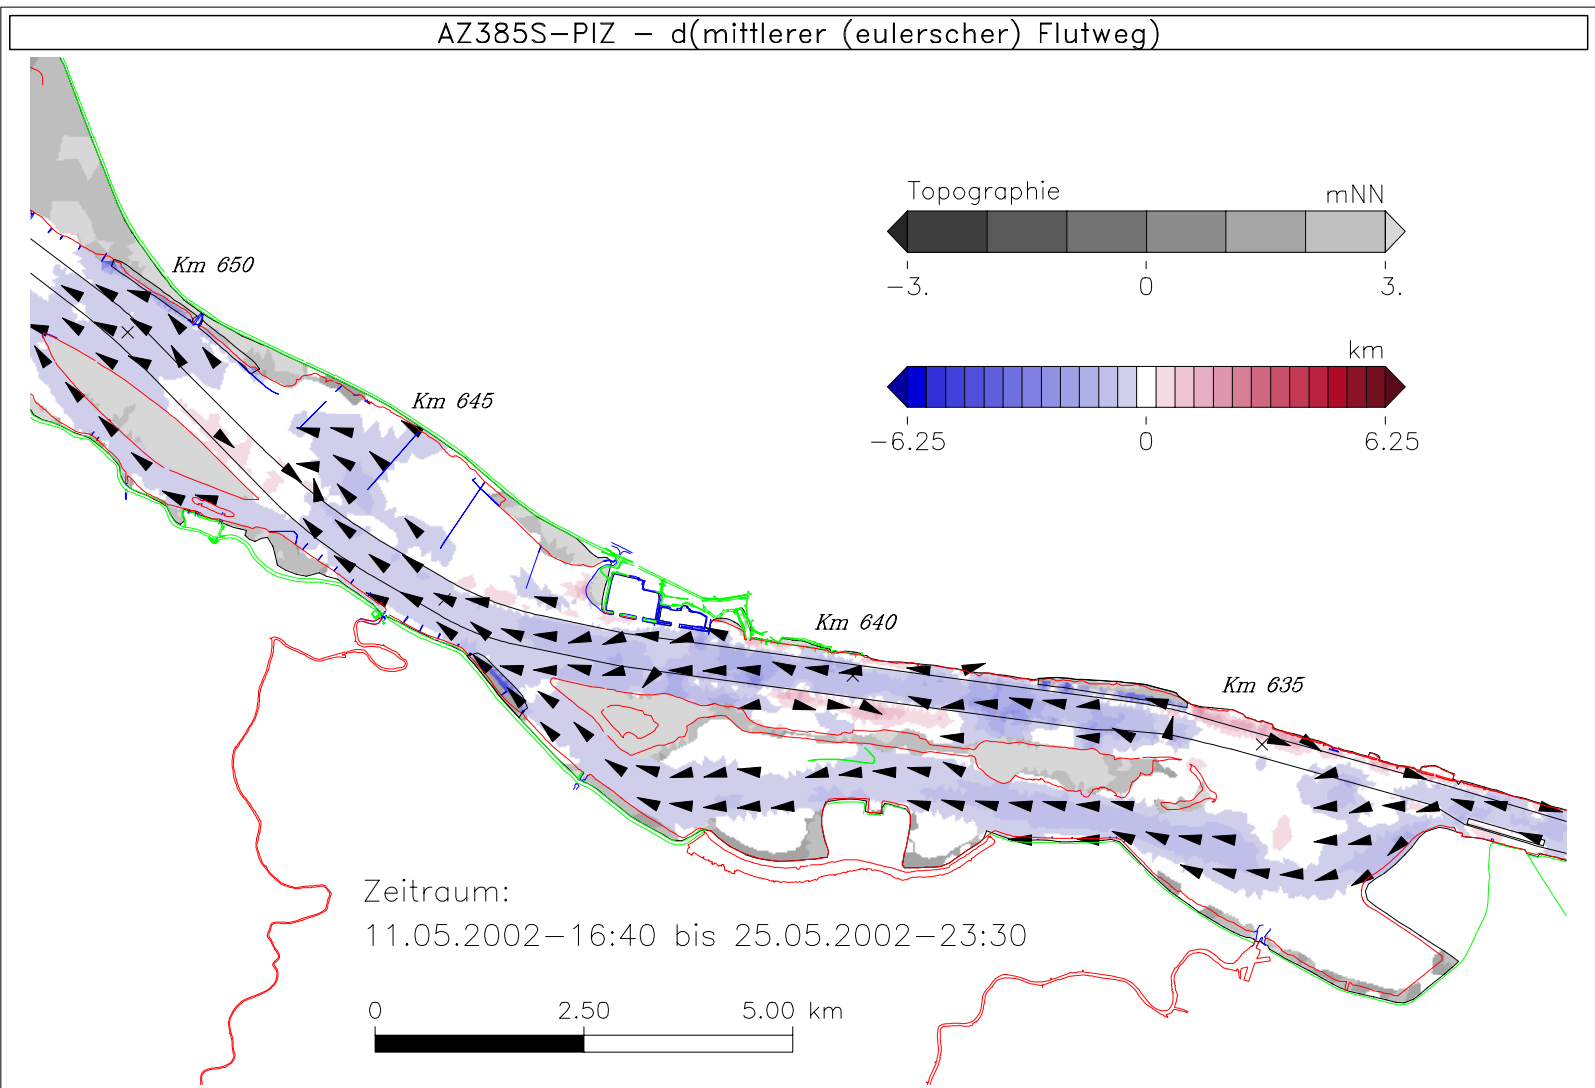 AZ385S-PIZ - d(mittlerer (eulerscher) Flutweg)
Topographie mNN
-3. 0 3.
Km 650
km
-6.25 0 6.25
Km 645
Km 640
Km 635
Zeitraum:
11.05.2002-16:40 bis 25.05.2002-23:30
0 2.50 5.00 km